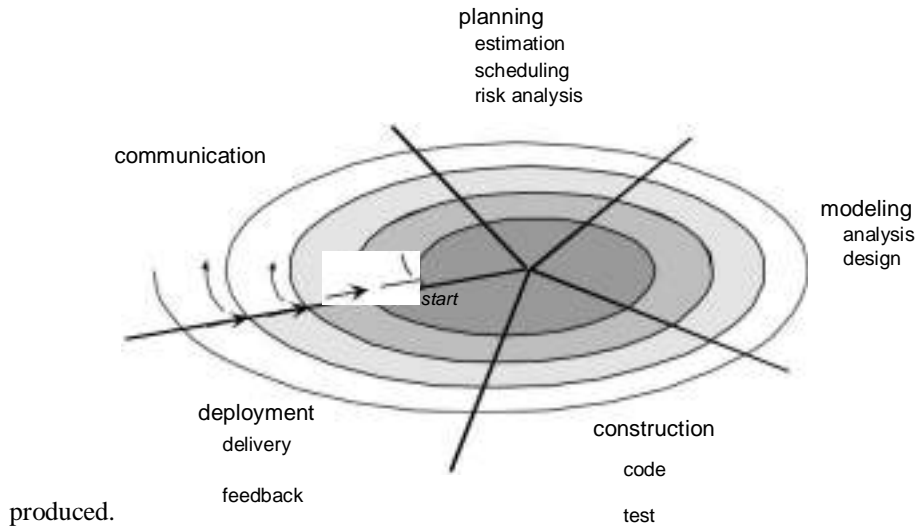 planning
estimation
scheduling
risk analysis
communication
modeling
analysis
design
start
deployment
delivery
feedback
construction
code
test
produced.